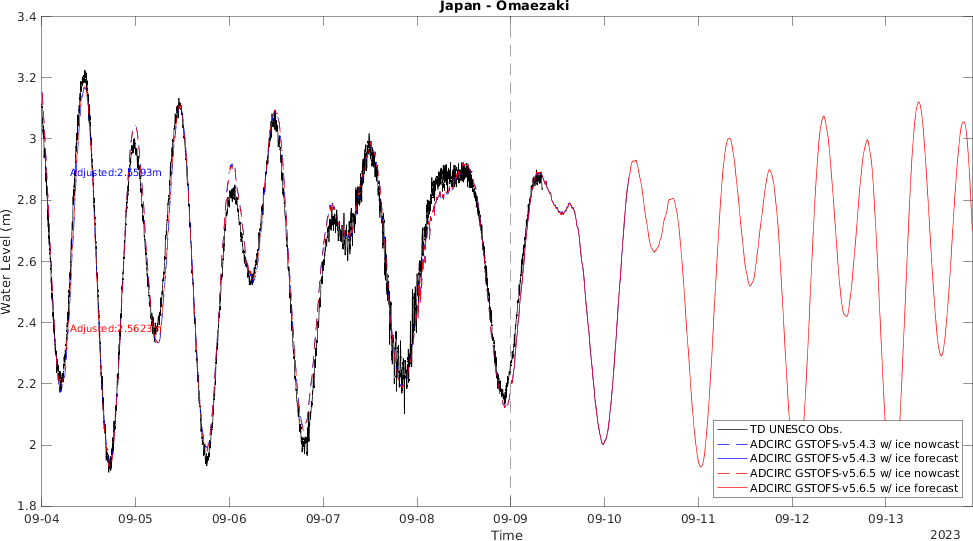 Japan - Omaezaki
3.4
3.2
3
2.8
2.6
2.4
2.2
2
1.8
Water Level (m)
Adjusted:2.5593m
Adjusted:2.5623m
TD UNESCO Obs.
ADCIRC GSTOFS-v5.4.3 w/ ice nowcast
ADCIRC GSTOFS-v5.4.3 w/ ice forecast
ADCIRC GSTOFS-v5.6.5 w/ ice nowcast
ADCIRC GSTOFS-v5.6.5 w/ ice forecast
09-04 09-05 09-06 09-07 09-08 09-09 09-10 09-11 09-12 09-13
Time
2023